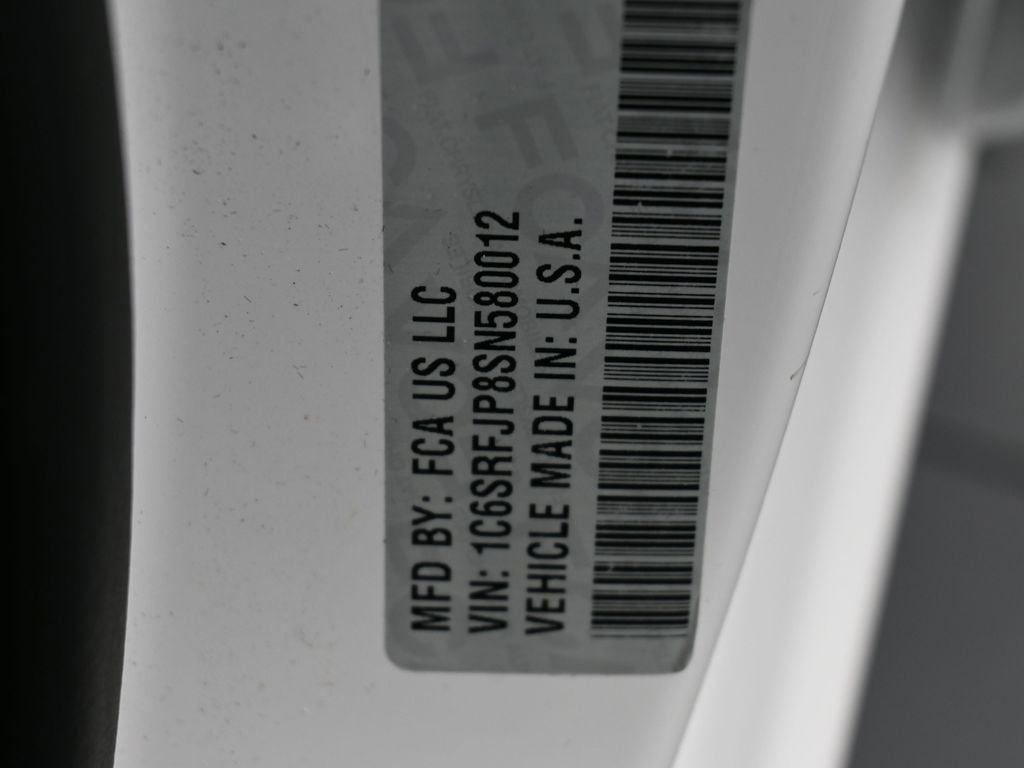 MFD BY: FCA US LLC
VIN: 1C6SRFJP8SN580012
VEHICLE MADE IN: U.S.A.